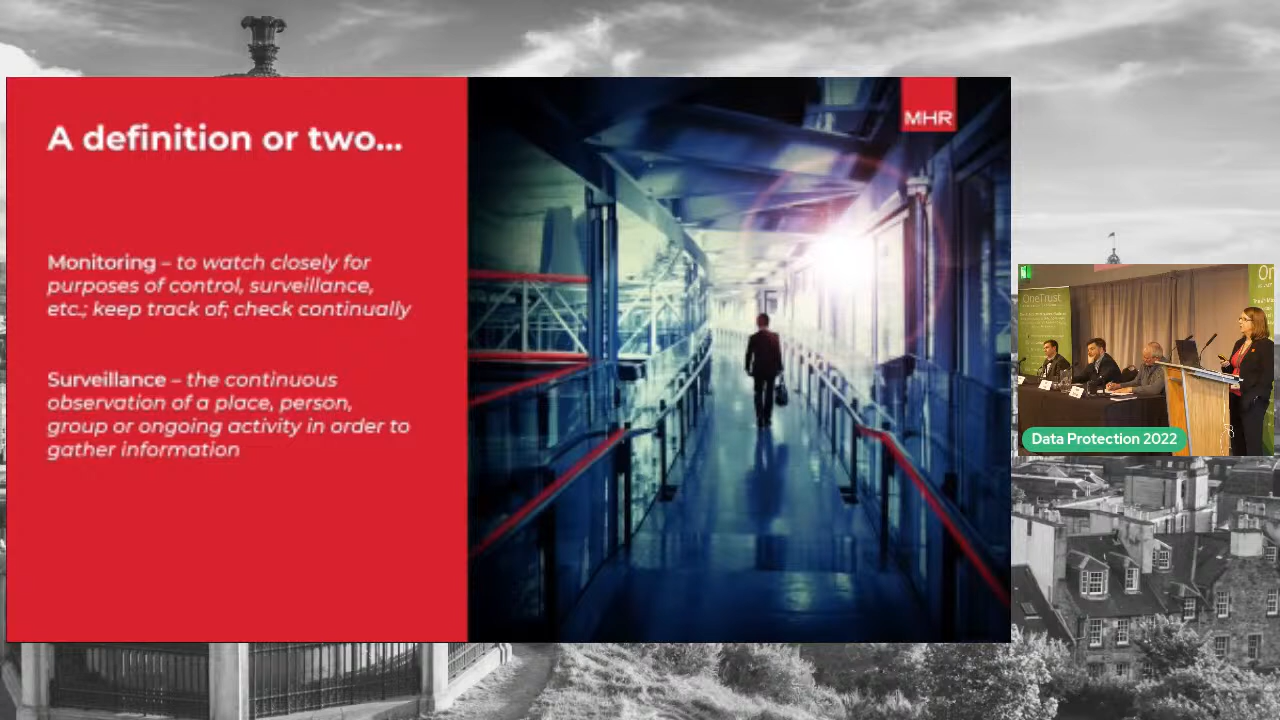 A definition or two...
MHR
Monitoring – to watch closely for
purposes of control, surveillance,
etc.; keep track of; check continually
Surveillance – the continuous
observation of a place, person,
group or ongoing activity in order to
gather information
OneTrust
Data Protection 2022